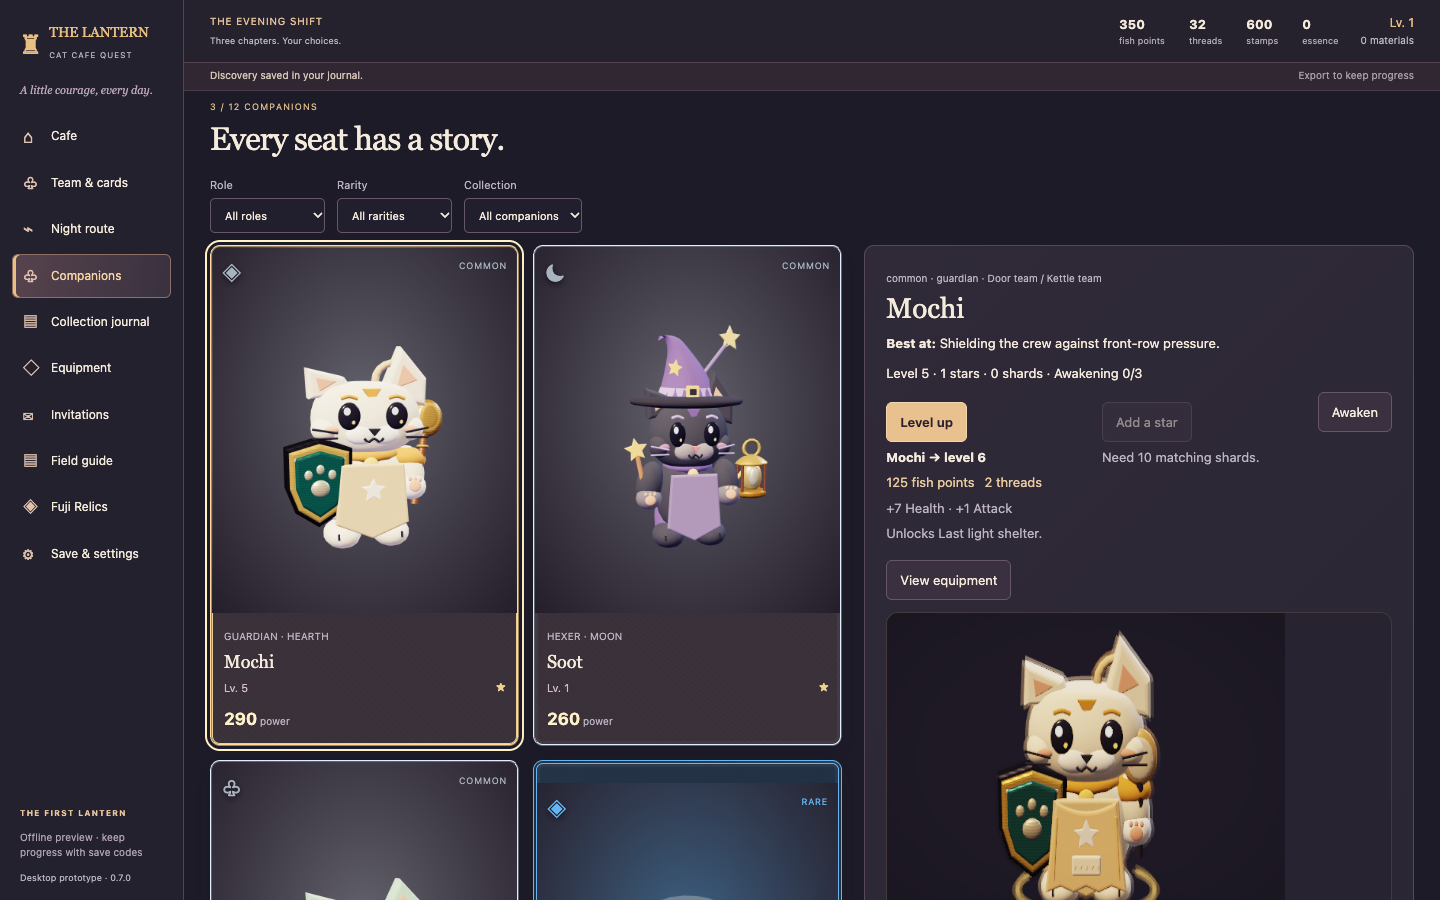 THE LANTERN
CAT CAFE QUEST
A little courage, every day.
Cafe
Team & cards
Night route
Companions
Collection journal
Equipment
Invitations
Field guide
Fuji Relics
Save & settings
THE FIRST LANTERN
Offline preview · keep
progress with save codes
Desktop prototype · 0.7.0
THE EVENING SHIFT
Three chapters. Your choices.
350
fish points
32
threads
600
stamps
0
essence
Lv. 1
0 materials
Discovery saved in your journal.
Export to keep progress
3 / 12 COMPANIONS
Every seat has a story.
Role
Rarity
Collection
All roles
All rarities
All companions
COMMON
GUARDIAN · HEARTH
Mochi
Lv. 5
290 power
COMMON
HEXER · MOON
Soot
Lv. 1
260 power
COMMON
RARE
common · guardian · Door team / Kettle team
Mochi
Best at: Shielding the crew against front-row pressure.
Level 5 · 1 stars · 0 shards · Awakening 0/3
Level up
Mochi → level 6
125 fish points 2 threads
+7 Health · +1 Attack
Unlocks Last light shelter.
Add a star
Need 10 matching shards.
Awaken
View equipment